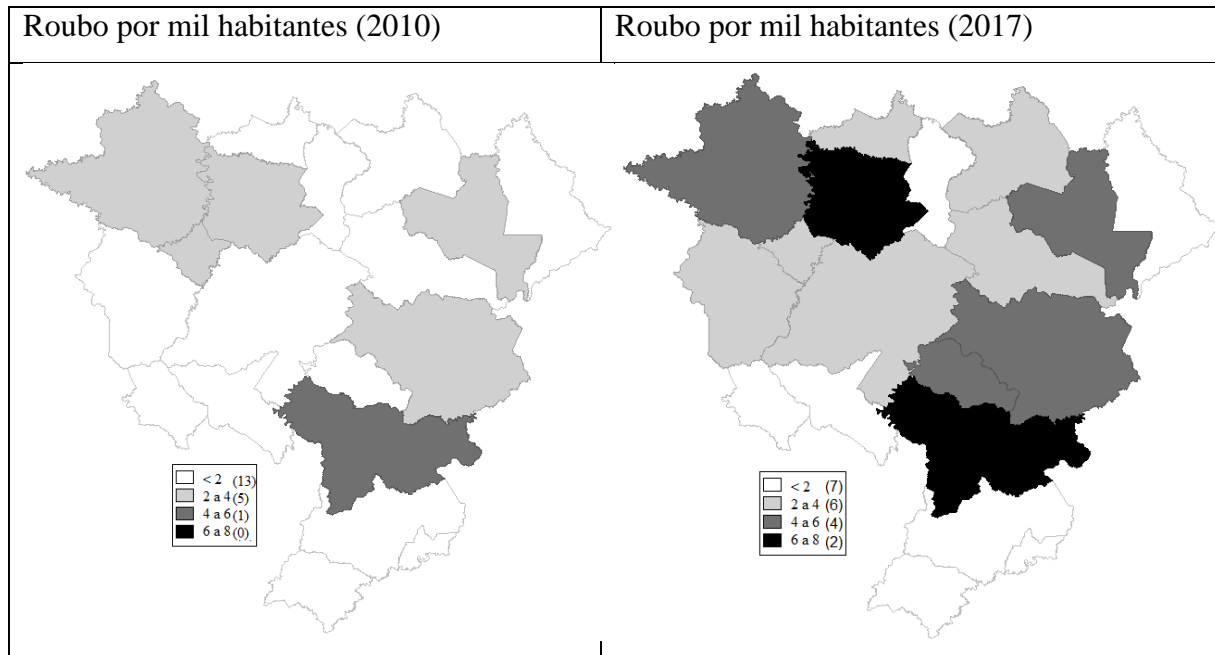 Roubo por mil habitantes (2010)
Roubo por mil habitantes (2017)
< 2 (13)
2 a 4 (5)
4 a 6 (1)
6 a 8 (0)
< 2 (7)
2 a 4 (6)
4 a 6 (4)
6 a 8 (2)